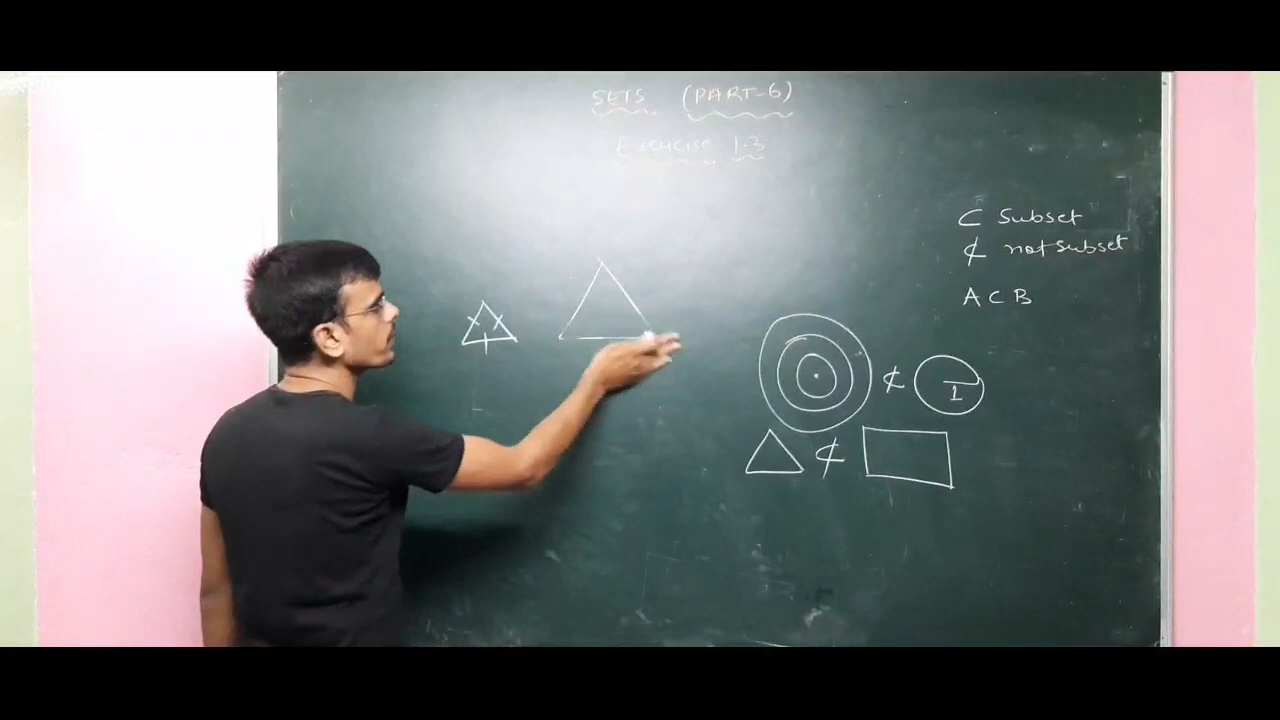 SETS (PART-6)
Exercise 1.3
⊂ Subset
⊄ not subset
A ⊂ B
⊄ 1
⊄